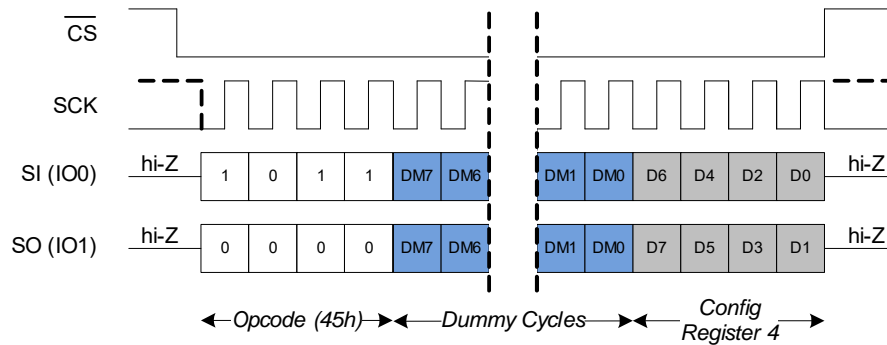 CS
SCK
SI (IO0) hi-Z 1 0 1 1 DM7 DM6 DM1 DM0 D6 D4 D2 D0 hi-Z
SO (IO1) hi-Z 0 0 0 0 DM7 DM6 DM1 DM0 D7 D5 D3 D1 hi-Z
Opcode (45h) Dummy Cycles Config
Register 4